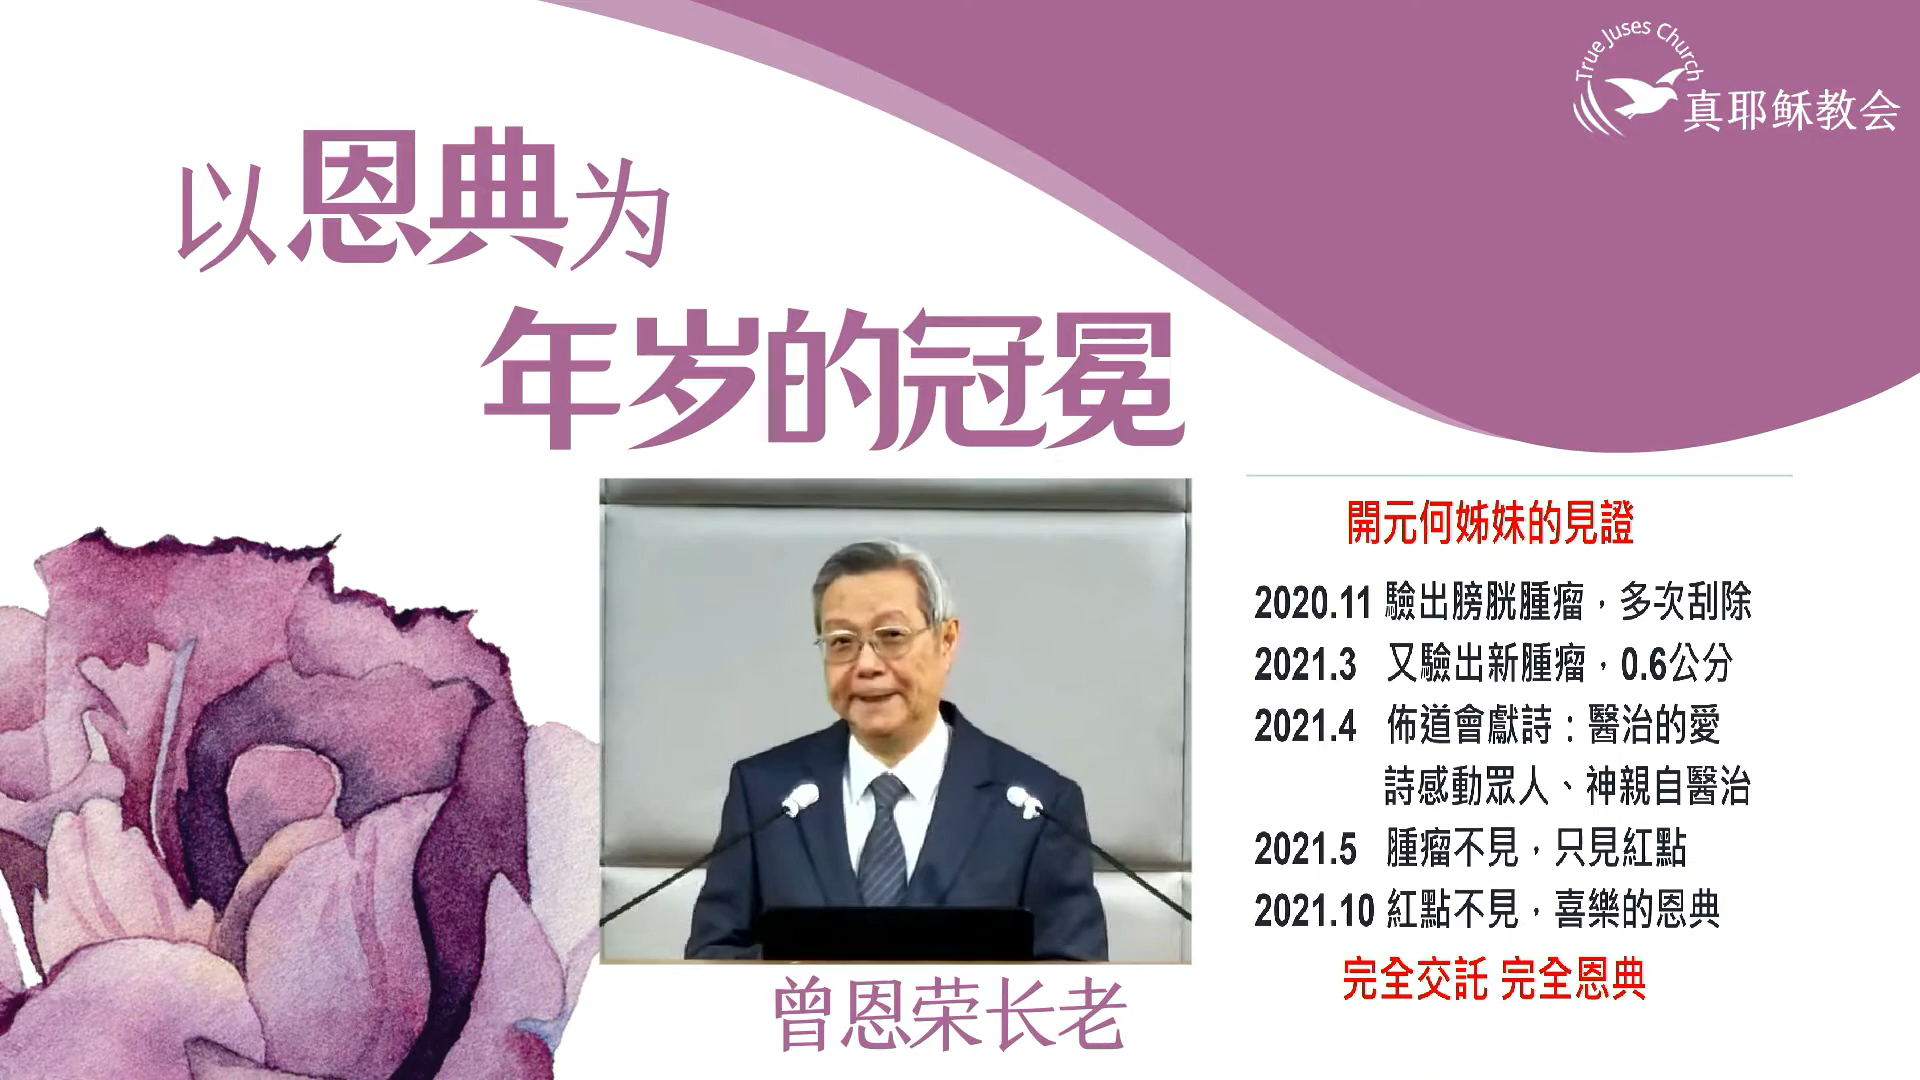 True Juses Church
真耶稣教会
以恩典为
年岁的冠冕
開元何姊妹的見證
2020.11 驗出膀胱腫瘤，多次刮除
2021.3 又驗出新腫瘤，0.6公分
2021.4 佈道會獻詩：醫治的愛
詩感動眾人、神親自醫治
2021.5 腫瘤不見，只見紅點
2021.10 紅點不見，喜樂的恩典
完全交託 完全恩典
曾恩荣长老